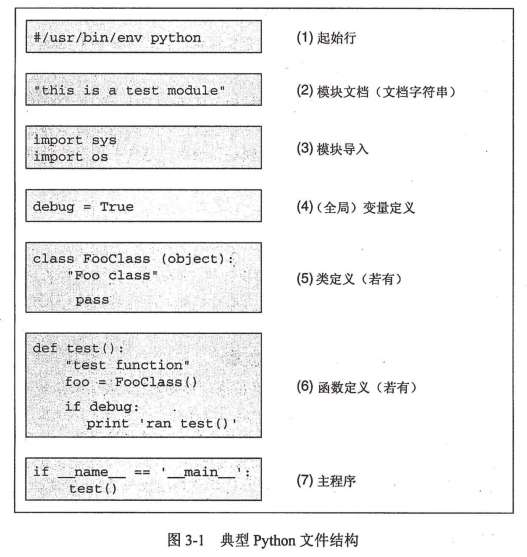 #/usr/bin/env python
(1) 起始行
"this is a test module"
(2) 模块文档（文档字符串）
import sys
import os
(3) 模块导入
debug = True
(4)（全局）变量定义
class FooClass (object):
"Foo class"
pass
(5) 类定义（若有）
def test():
"test function"
foo = FooClass()
if debug:
print 'ran test()'
(6) 函数定义（若有）
if __name__ == '__main__':
test()
(7) 主程序
图 3-1 典型 Python 文件结构